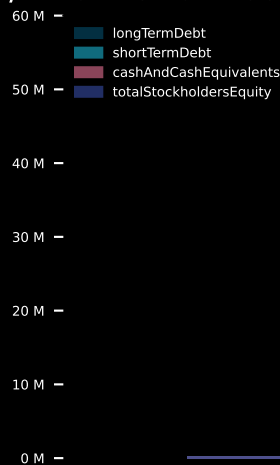 60 M
longTermDebt
shortTermDebt
cashAndCashEquivalents
totalStockholdersEquity
50 M
40 M
30 M
20 M
10 M
0 M